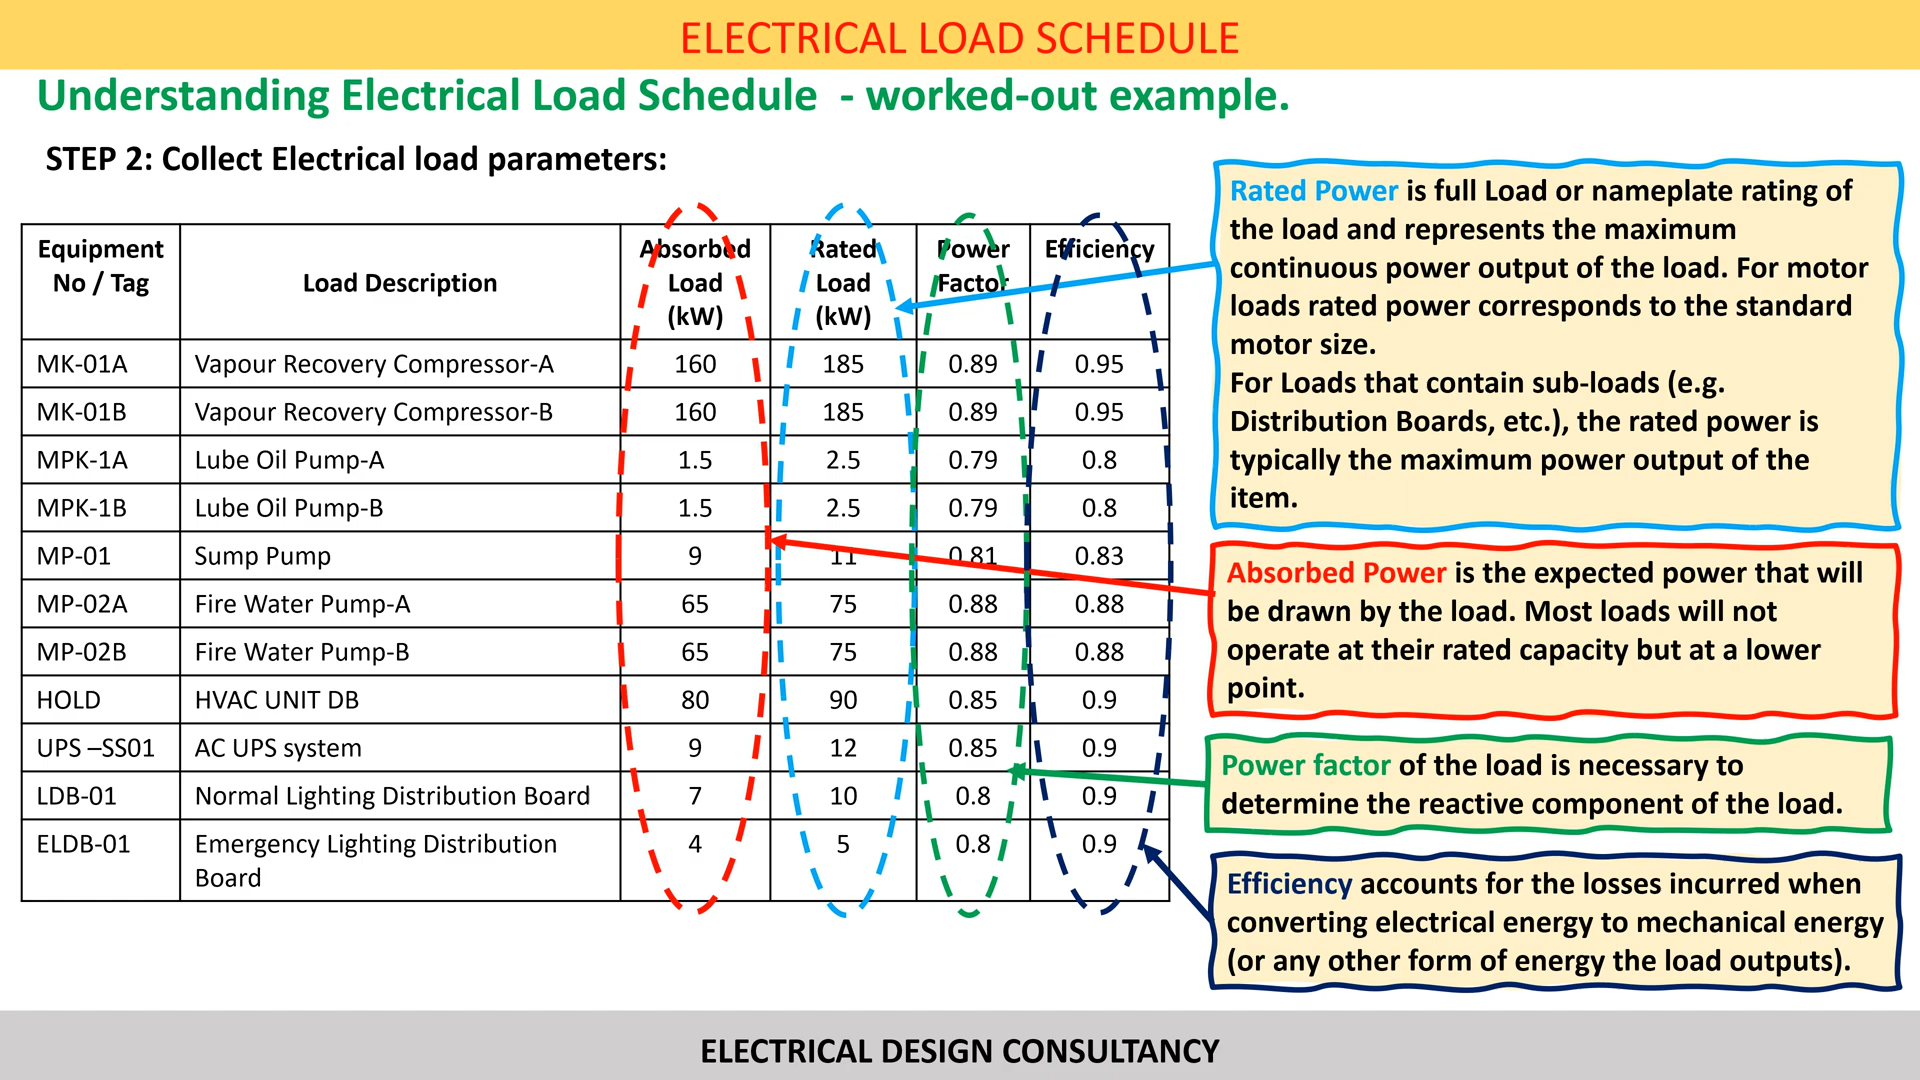 ELECTRICAL LOAD SCHEDULE
Understanding Electrical Load Schedule - worked-out example.
STEP 2: Collect Electrical load parameters:
Equipment No / Tag | Load Description | Absorbed Load (kW) | Rated Load (kW) | Power Factor | Efficiency
MK-01A | Vapour Recovery Compressor-A | 160 | 185 | 0.89 | 0.95
MK-01B | Vapour Recovery Compressor-B | 160 | 185 | 0.89 | 0.95
MPK-1A | Lube Oil Pump-A | 1.5 | 2.5 | 0.79 | 0.8
MPK-1B | Lube Oil Pump-B | 1.5 | 2.5 | 0.79 | 0.8
MP-01 | Sump Pump | 9 | 11 | 0.81 | 0.83
MP-02A | Fire Water Pump-A | 65 | 75 | 0.88 | 0.88
MP-02B | Fire Water Pump-B | 65 | 75 | 0.88 | 0.88
HOLD | HVAC UNIT DB | 80 | 90 | 0.85 | 0.9
UPS –SS01 | AC UPS system | 9 | 12 | 0.85 | 0.9
LDB-01 | Normal Lighting Distribution Board | 7 | 10 | 0.8 | 0.9
ELDB-01 | Emergency Lighting Distribution Board | 4 | 5 | 0.8 | 0.9
Rated Power is full Load or nameplate rating of
the load and represents the maximum
continuous power output of the load. For motor
loads rated power corresponds to the standard
motor size.
For Loads that contain sub-loads (e.g.
Distribution Boards, etc.), the rated power is
typically the maximum power output of the
item.
Absorbed Power is the expected power that will
be drawn by the load. Most loads will not
operate at their rated capacity but at a lower
point.
Power factor of the load is necessary to
determine the reactive component of the load.
Efficiency accounts for the losses incurred when
converting electrical energy to mechanical energy
(or any other form of energy the load outputs).
ELECTRICAL DESIGN CONSULTANCY